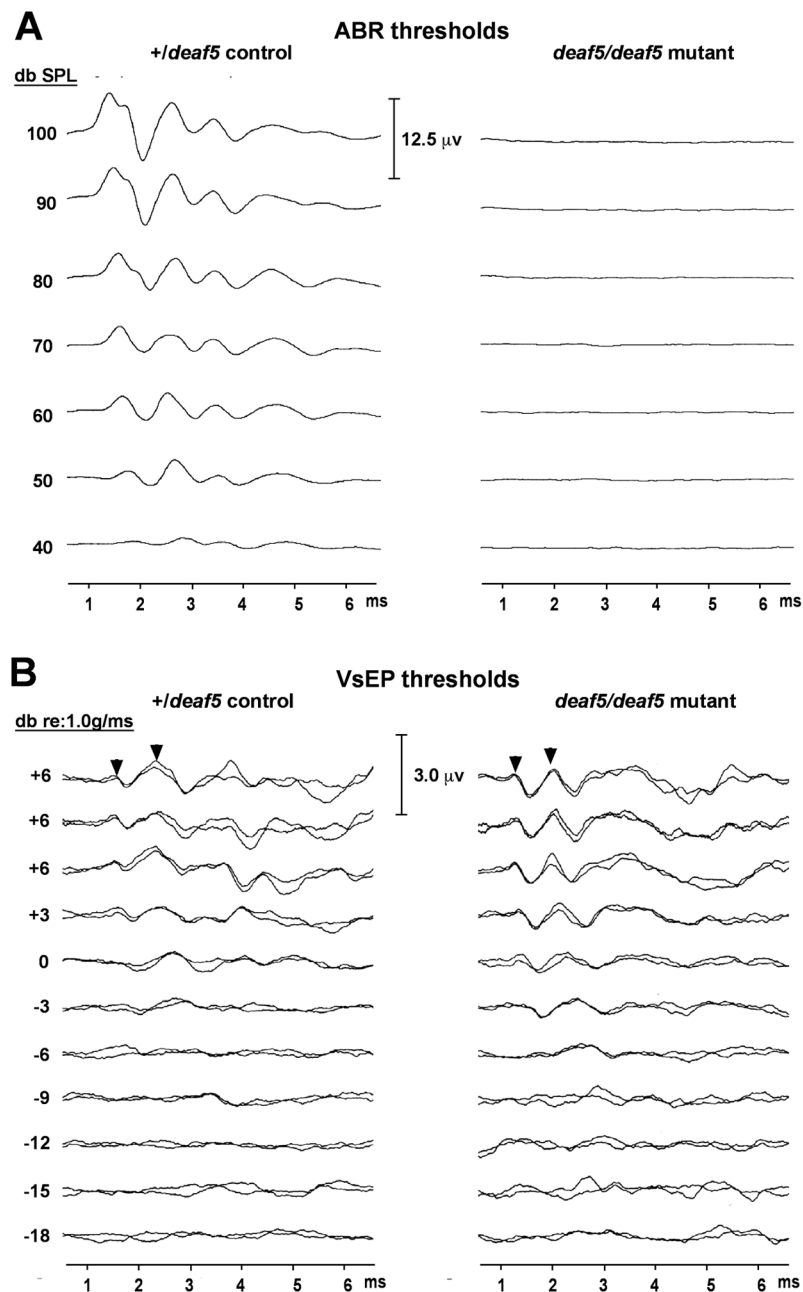 A
ABR thresholds
+/deaf5 control
deaf5/deaf5 mutant
db SPL
100
12.5 μv
90
80
70
60
50
40
1 2 3 4 5 6 ms
1 2 3 4 5 6 ms
B
VsEP thresholds
+/deaf5 control
deaf5/deaf5 mutant
db re:1.0g/ms
+6
3.0 μv
+6
+6
+3
0
-3
-6
-9
-12
-15
-18
1 2 3 4 5 6 ms
1 2 3 4 5 6 ms